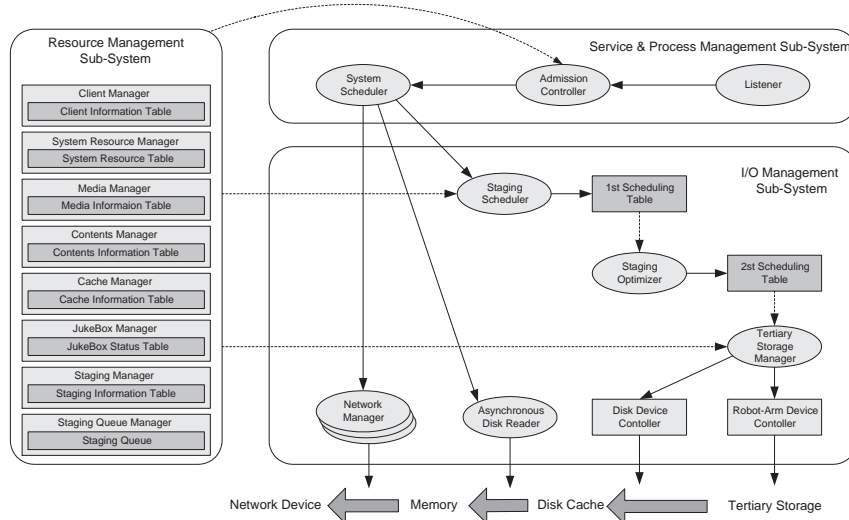 Resource Management
Sub-System
Client Manager
Client Information Table
System Resource Manager
System Resource Table
Media Manager
Media Informaion Table
Contents Manager
Contents Information Table
Cache Manager
Cache Information Table
JukeBox Manager
JukeBox Status Table
Staging Manager
Staging Information Table
Staging Queue Manager
Staging Queue
Service & Process Management Sub-System
System
Scheduler
Admission
Controller
Listener
I/O Management
Sub-System
Staging
Scheduler
1st Scheduling
Table
Staging
Optimizer
2st Scheduling
Table
Tertiary
Storage
Manager
Network
Manager
Asynchronous
Disk Reader
Disk Device
Contoller
Robot-Arm Device
Contoller
Network Device
Memory
Disk Cache
Tertiary Storage